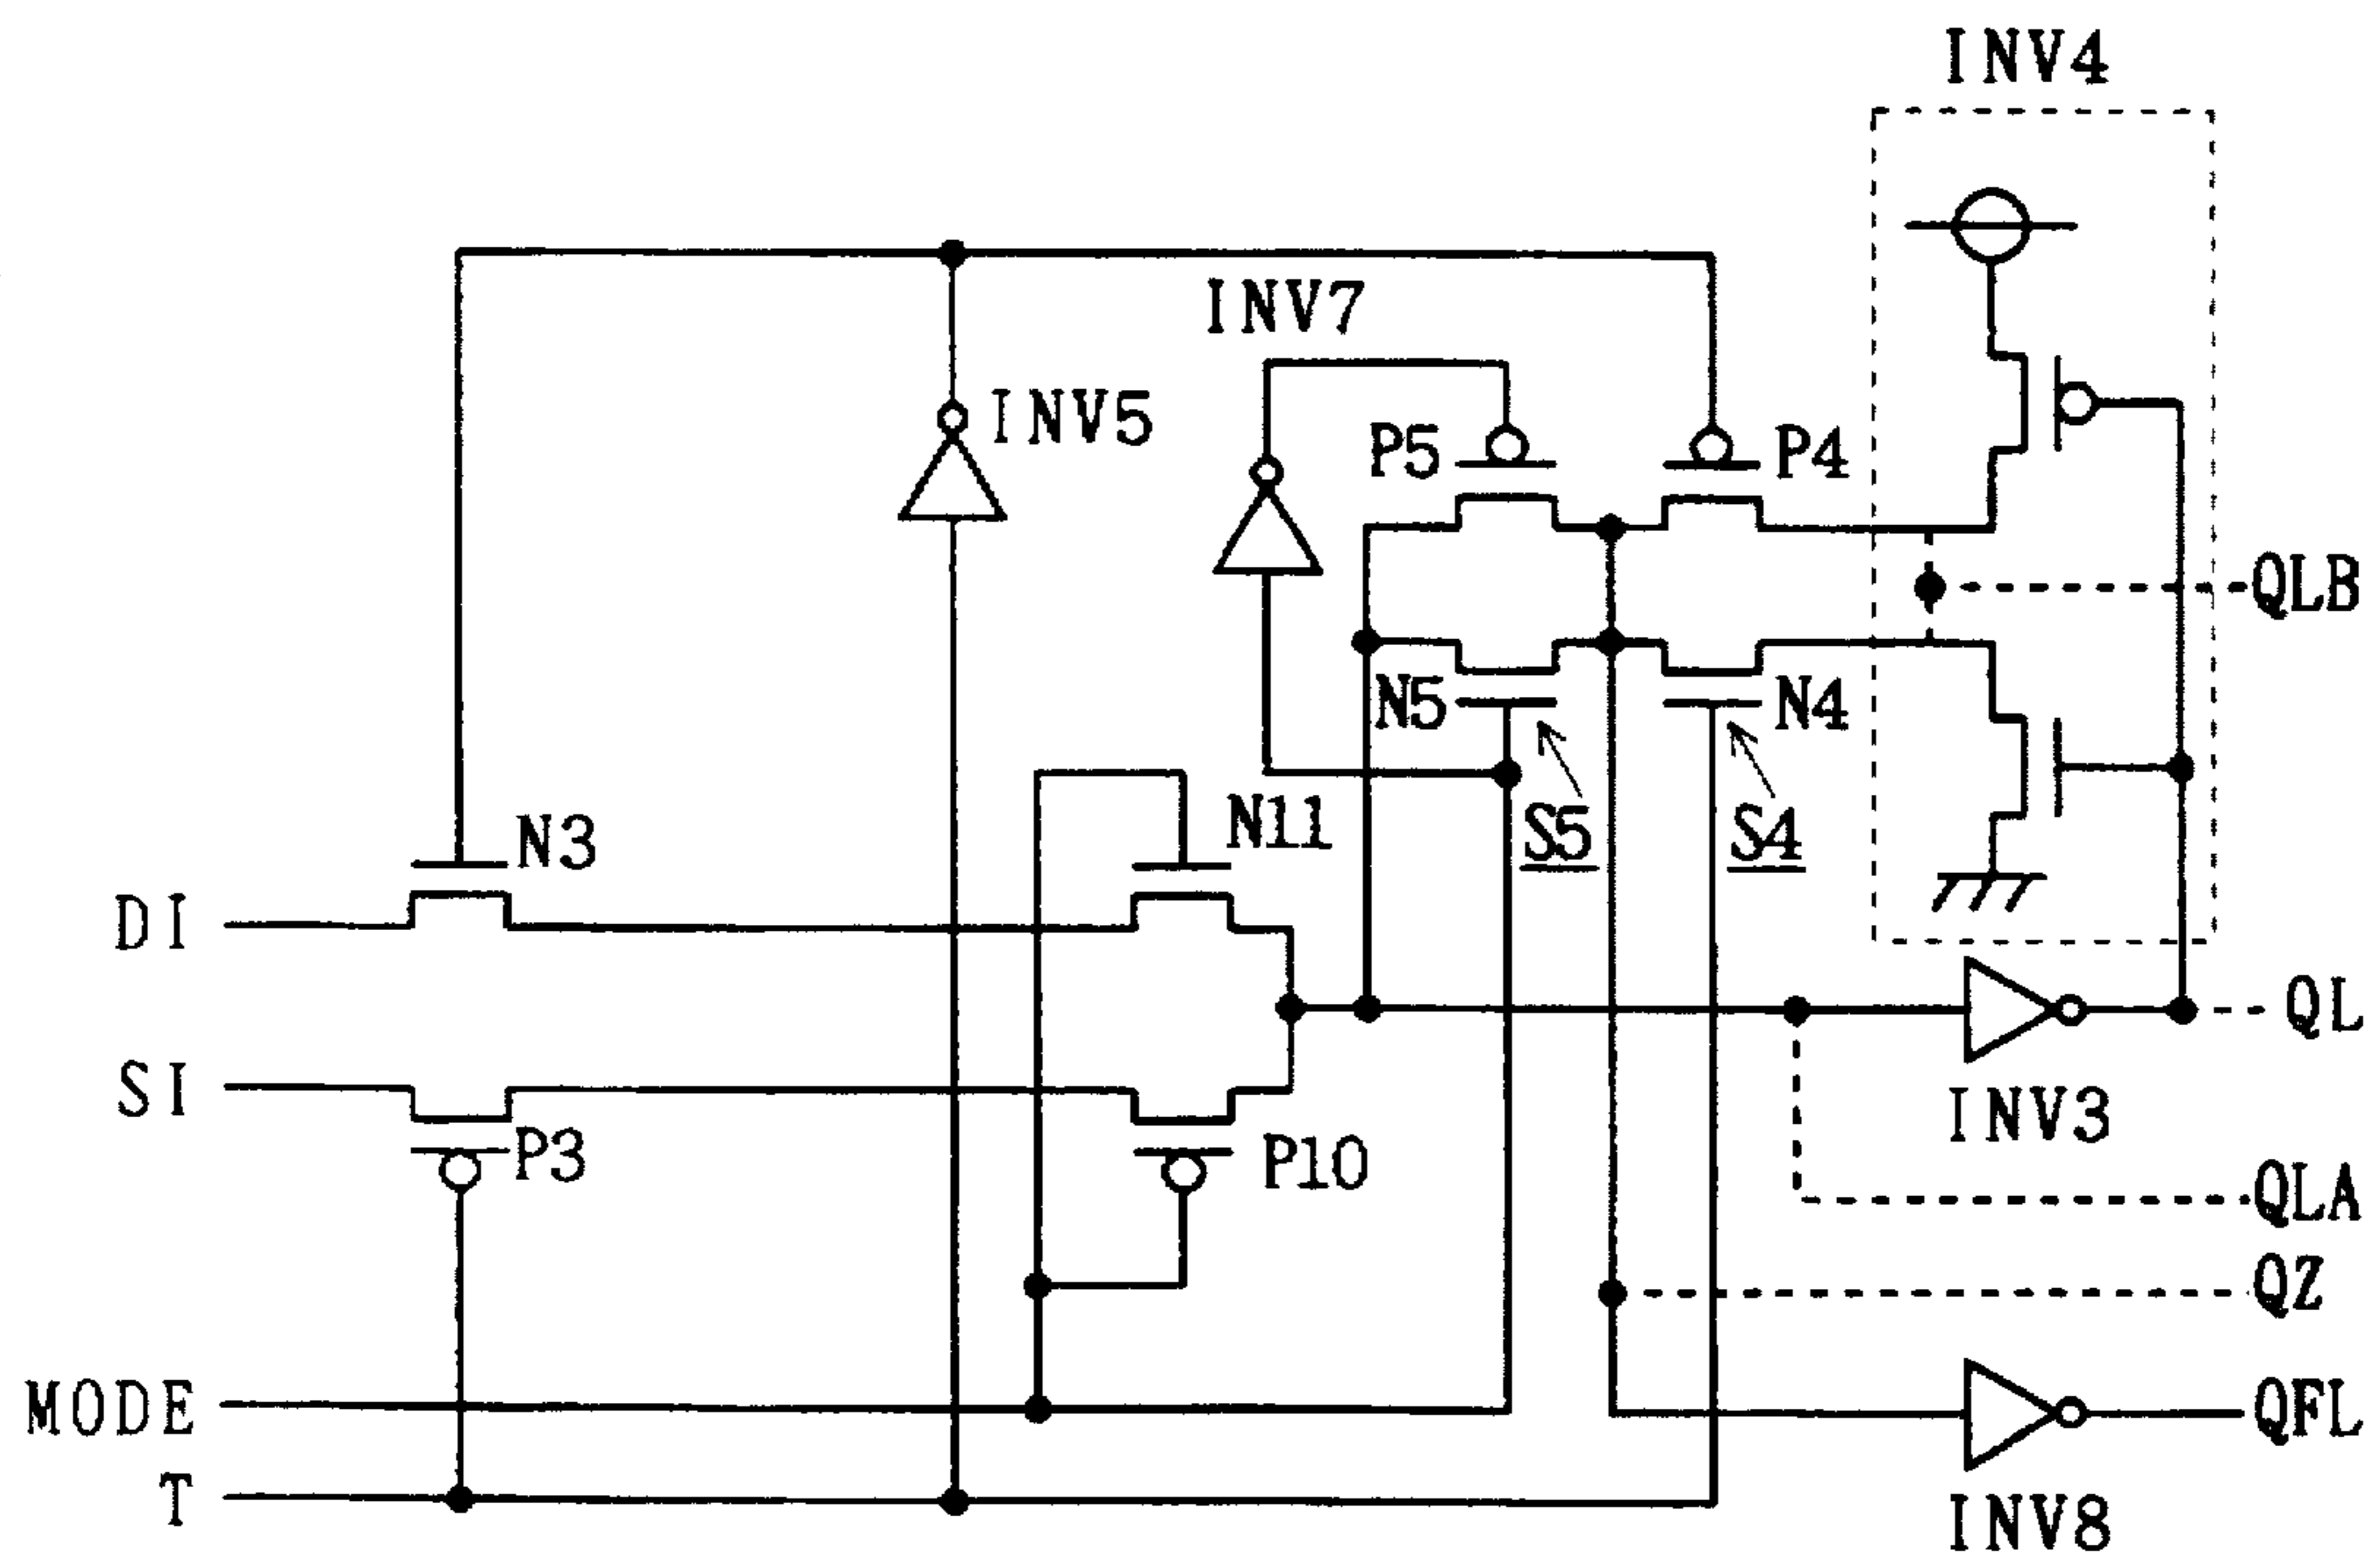 INV4
INV7
INV5
P5
P4
QLB
N5
N4
N11
S5
S4
N3
DI
QL
SI
INV3
P3
P10
QLA
QZ
MODE
QFL
T
INV8